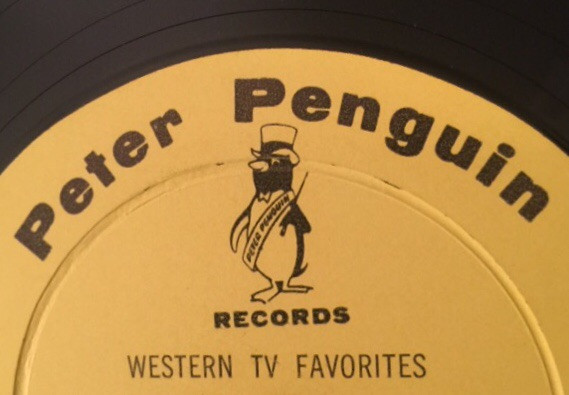 Peter Penguin
PETER PENGUIN
RECORDS
WESTERN TV FAVORITES